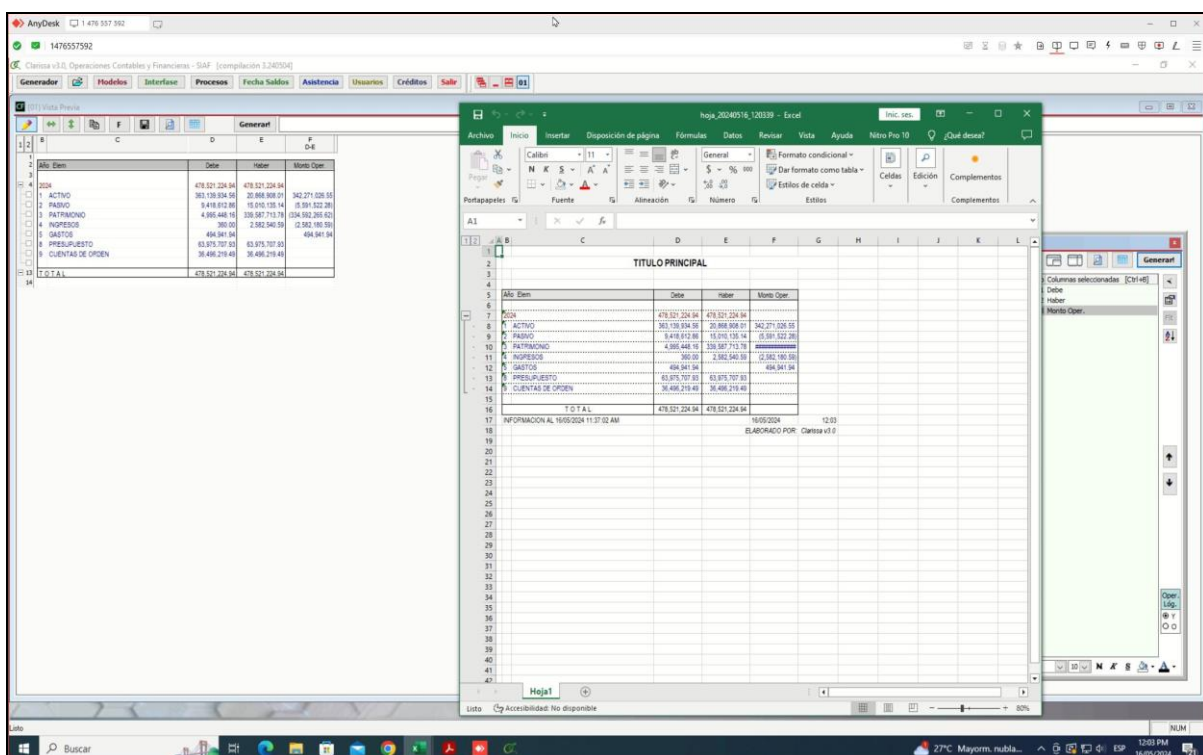 AnyDesk 1 476 557 592
1476557592
Clarissa v3.0, Operaciones Contables y Financieras - SIAF [compilación 3.240504]
Generador Modelos Interfase Procesos Fecha Saldos Asistencia Usuarios Créditos Salir 01
(01) Vista Previa
F Generar!
1 2 B C D E F
D-E
Año Elem Debe Haber Monto Oper.
2024 478,521,224.94 478,521,224.94
1 ACTIVO 363,139,934.56 20,868,908.01 342,271,026.55
2 PASIVO 9,418,612.86 15,010,135.14 (5,591,522.28)
3 PATRIMONIO 4,995,448.16 339,587,713.78 (334,592,265.62)
4 INGRESOS 360.00 2,582,540.59 (2,582,180.59)
5 GASTOS 494,941.94 494,941.94
8 PRESUPUESTO 63,975,707.93 63,975,707.93
9 CUENTAS DE ORDEN 36,496,219.49 36,496,219.49
T O T A L 478,521,224.94 478,521,224.94
hoja_20240516_120339 - Excel Inic. ses.
Archivo Inicio Insertar Disposición de página Fórmulas Datos Revisar Vista Ayuda Nitro Pro 10 ¿Qué desea?
Pegar Calibri 11 General Formato condicional
N K S $ % 000 Dar formato como tabla Celdas Edición Complementos
Estilos de celda
Portapapeles Fuente Alineación Número Estilos Complementos
A1 fx
1 2 A B C D E F G H I J K L
TITULO PRINCIPAL
Año Elem Debe Haber Monto Oper.
2024 478,521,224.94 478,521,224.94
1 ACTIVO 363,139,934.56 20,868,908.01 342,271,026.55
2 PASIVO 9,418,612.86 15,010,135.14 (5,591,522.28)
3 PATRIMONIO 4,995,448.16 339,587,713.78 ############
4 INGRESOS 360.00 2,582,540.59 (2,582,180.59)
5 GASTOS 494,941.94 494,941.94
8 PRESUPUESTO 63,975,707.93 63,975,707.93
9 CUENTAS DE ORDEN 36,496,219.49 36,496,219.49
T O T A L 478,521,224.94 478,521,224.94
INFORMACION AL 16/05/2024 11:37:02 AM 16/05/2024 12:03
ELABORADO POR: Clarissa v3.0
Hoja1
Listo Accesibilidad: No disponible 80%
Generar!
Columnas seleccionadas [Ctrl+B]
Debe
Haber
Monto Oper.
Oper. Lóg.
Y
O
10 N K S A
Listo NUM
Buscar 27°C Mayorm. nubla... ESP 12:03 PM
16/05/2024